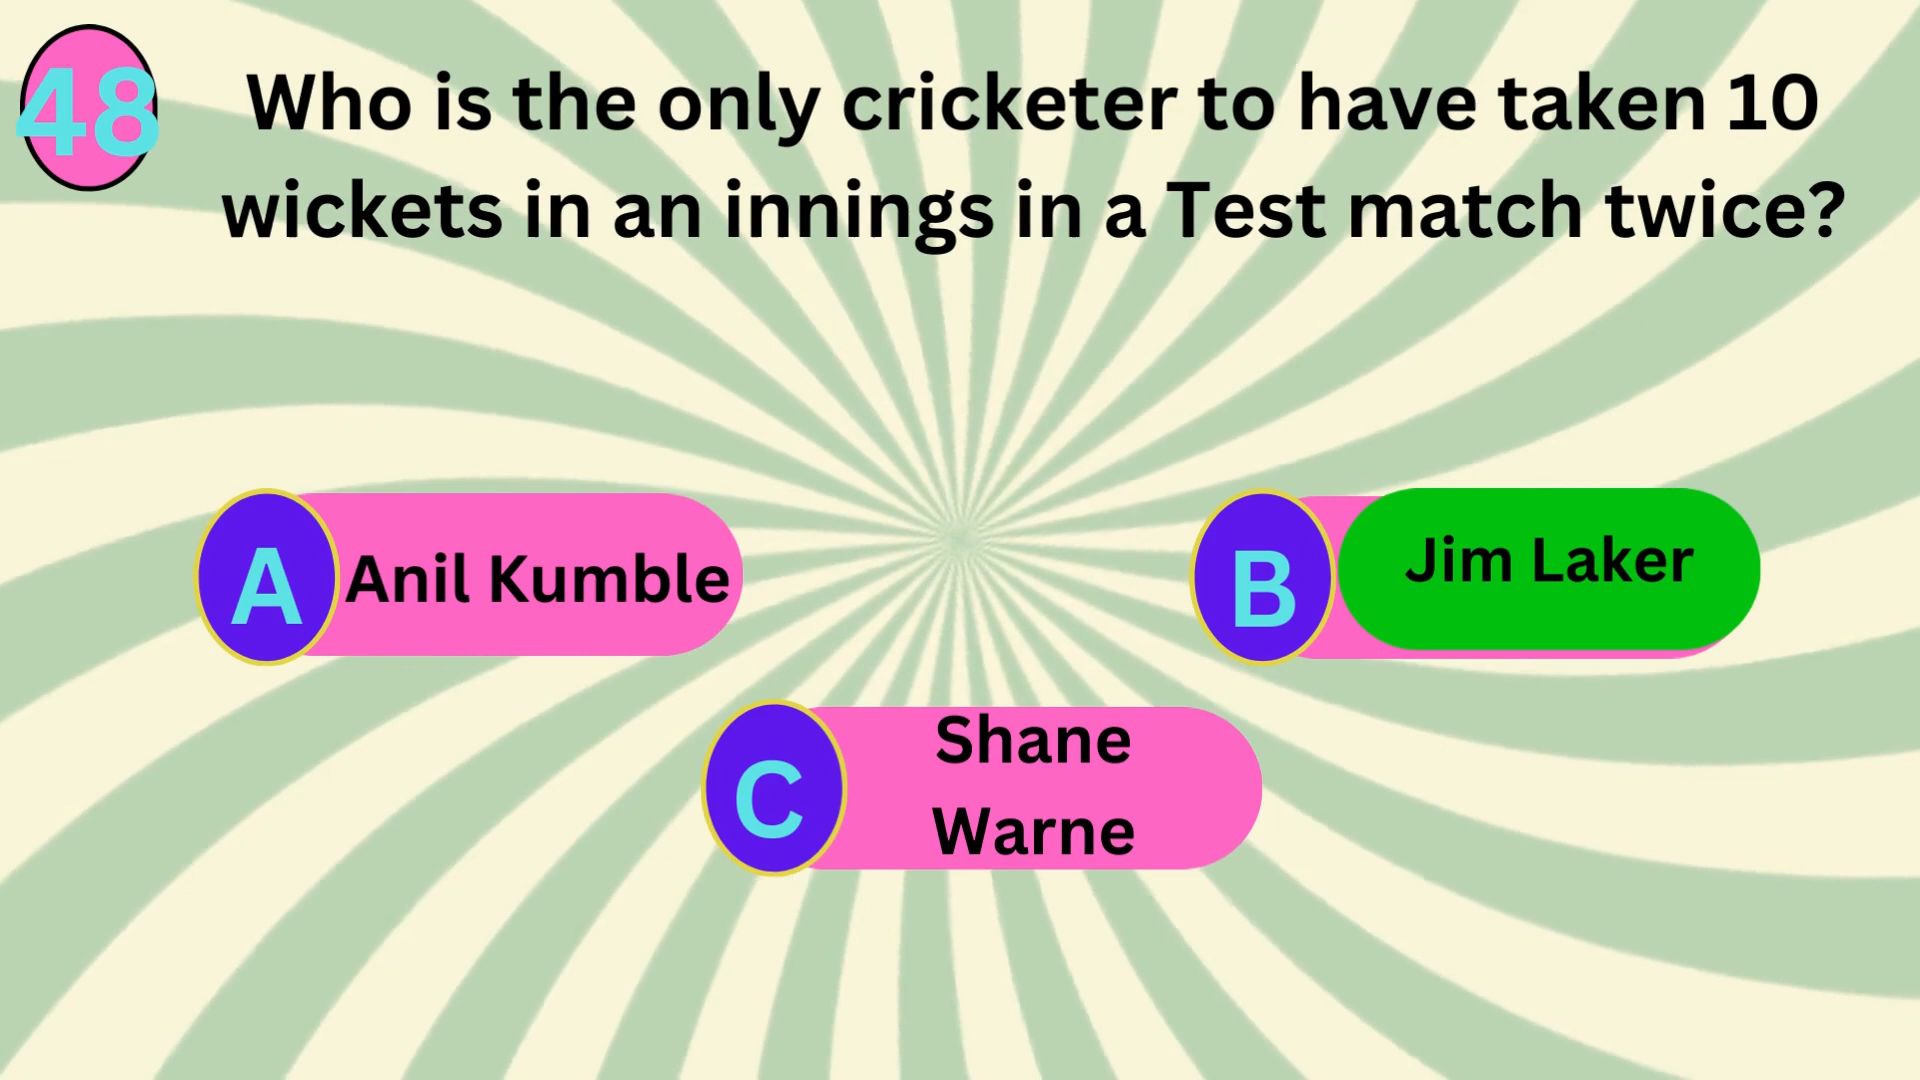 48
Who is the only cricketer to have taken 10
wickets in an innings in a Test match twice?
A
Anil Kumble
B
Jim Laker
C
Shane
Warne